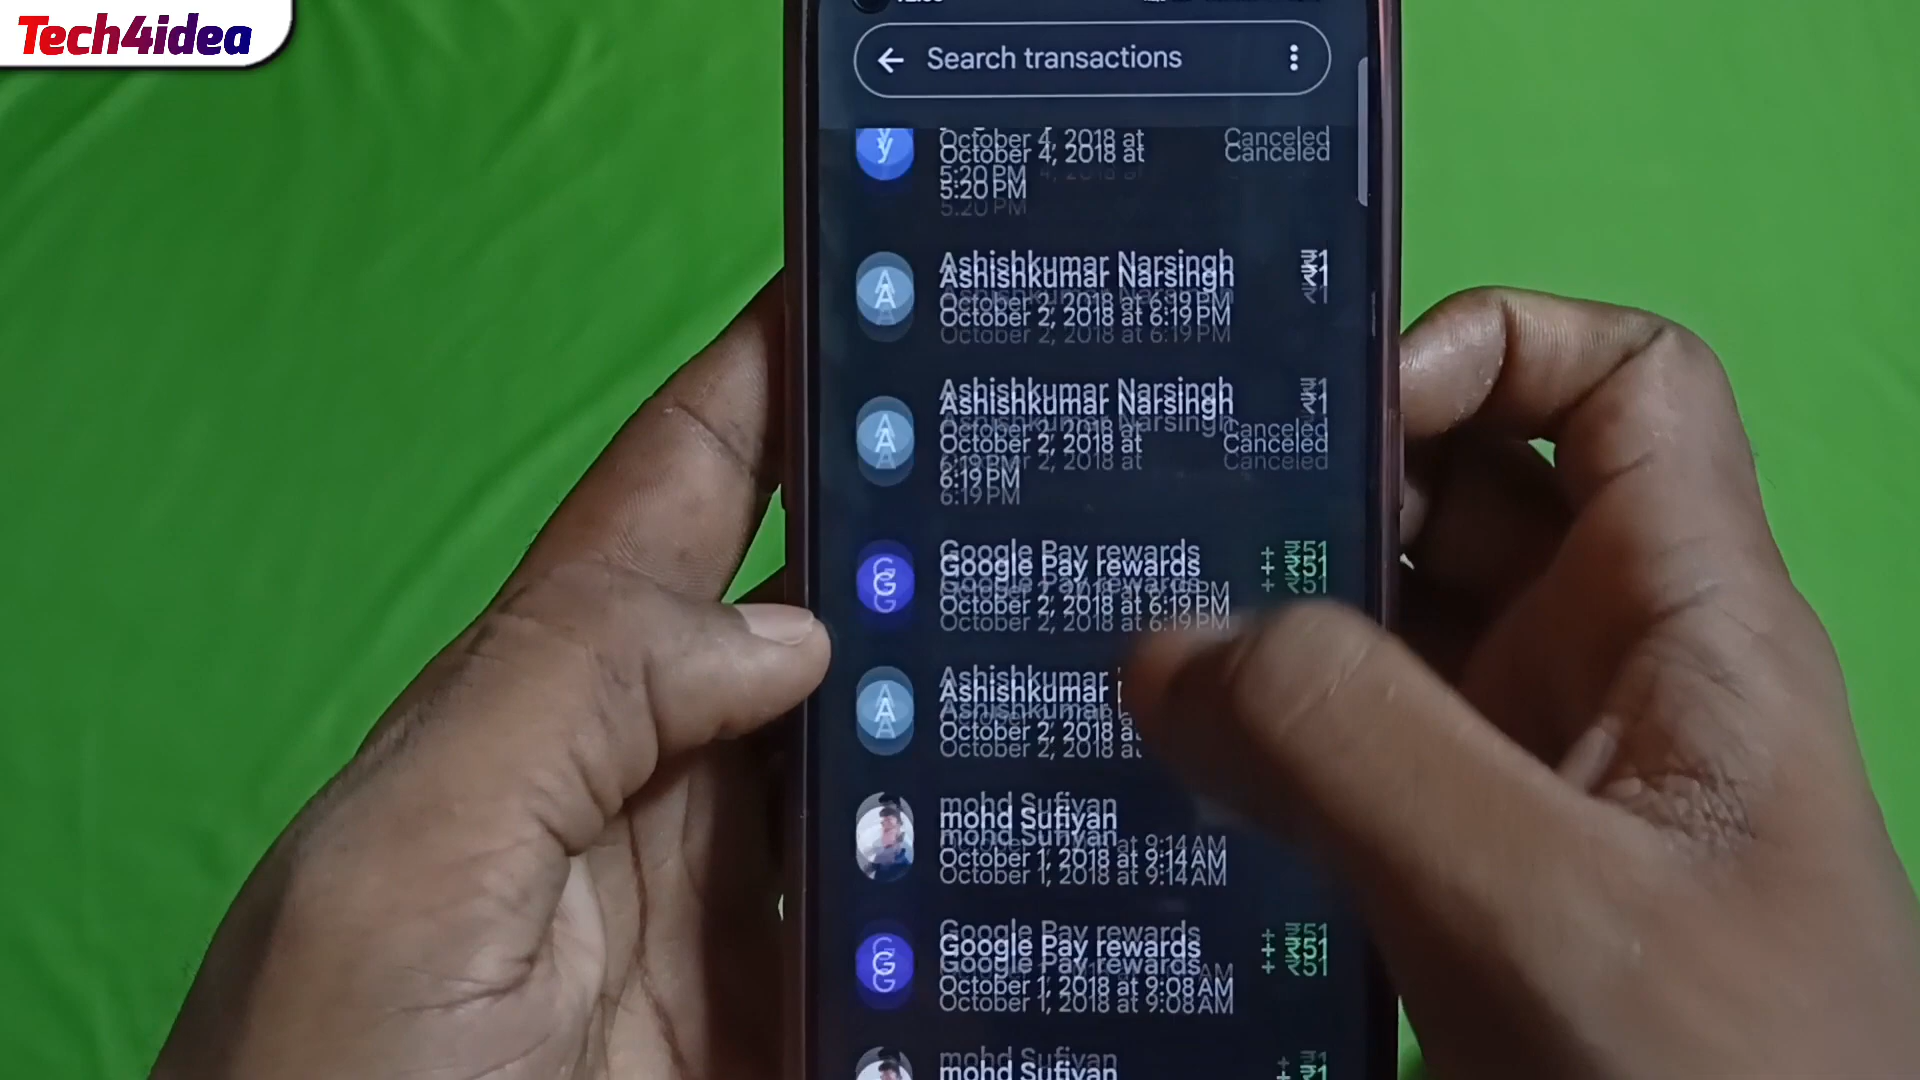 Tech4idea
Search transactions
October 4, 2018 at
Canceled
5:20 PM
Ashishkumar Narsingh
₹1
October 2, 2018 at 6:19 PM
Ashishkumar Narsingh
₹1
October 2, 2018 at
Canceled
6:19 PM
Google Pay rewards
+ ₹51
October 2, 2018 at 6:19 PM
Ashishkumar
October 2, 2018 at
mohd Sufiyan
October 1, 2018 at 9:14 AM
Google Pay rewards
+ ₹51
October 1, 2018 at 9:08 AM
mohd Sufiyan
+ ₹1